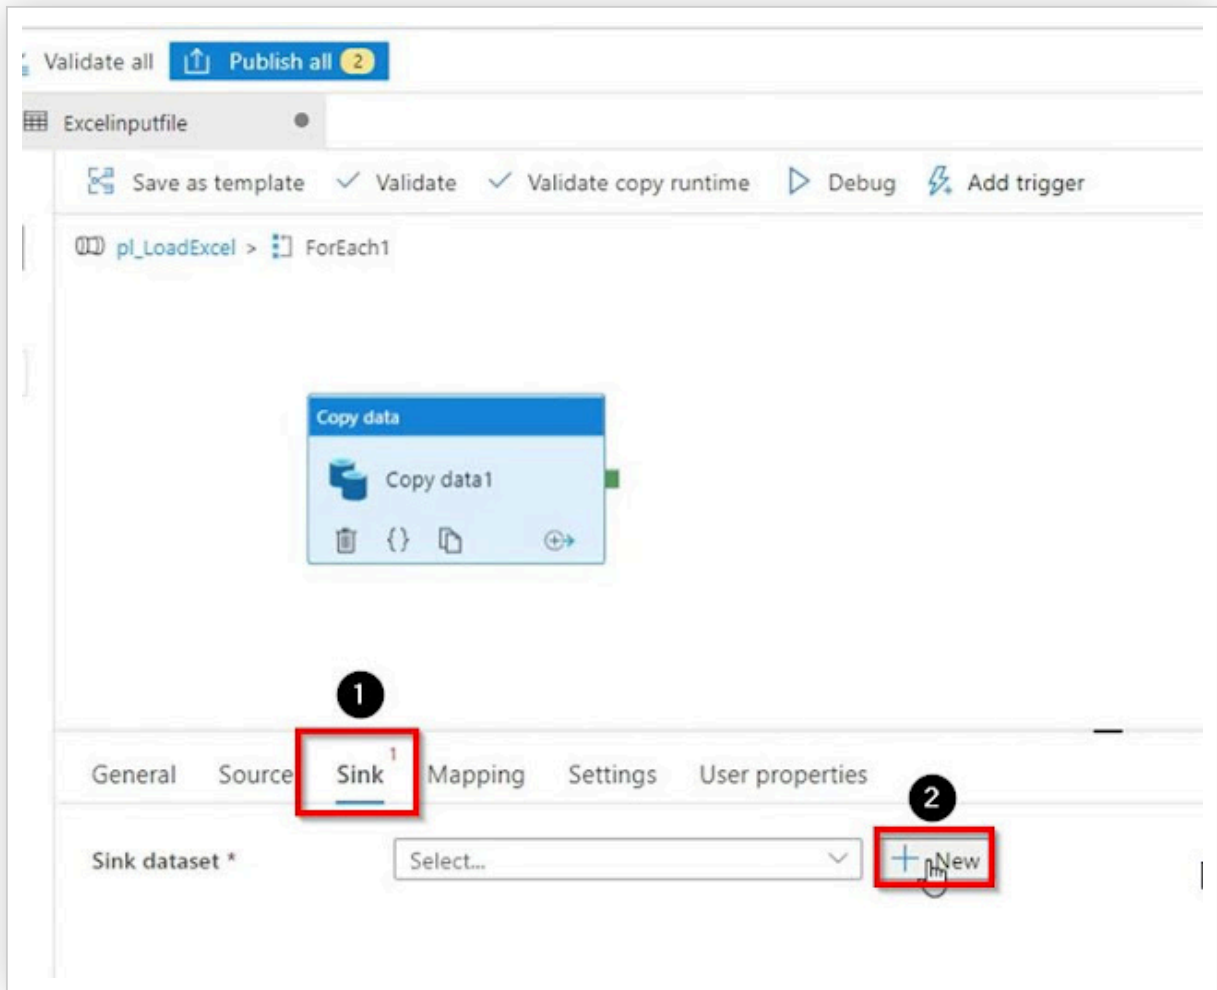 Validate all Publish all 2
Excelinputfile
Save as template Validate Validate copy runtime Debug Add trigger
pl_LoadExcel > ForEach1
Copy data
Copy data1
{}
1
General Source Sink 1 Mapping Settings User properties
2
Sink dataset * Select... + New